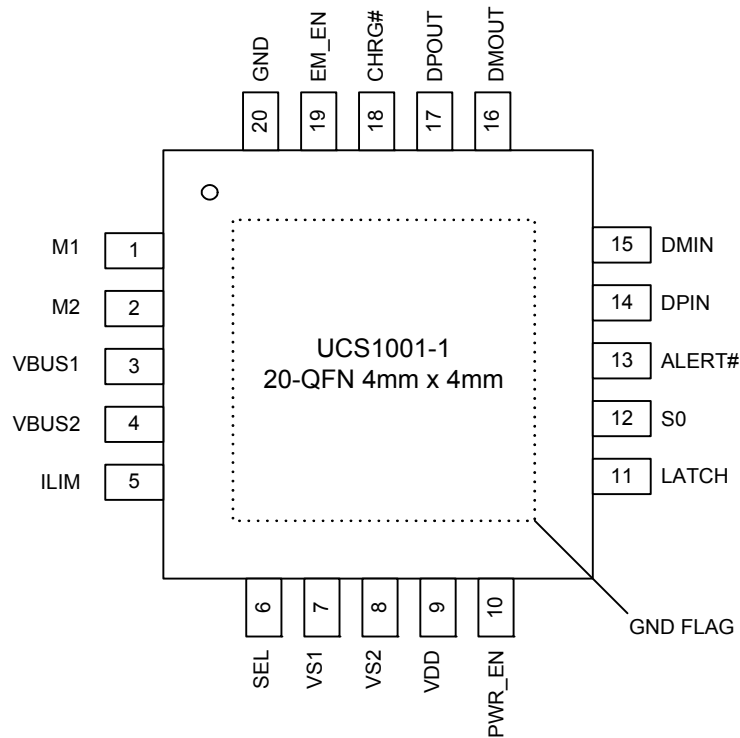 GND
EM_EN
CHRG#
DPOUT
DMOUT
20
19
18
17
16
M1 1
M2 2
VBUS1 3
VBUS2 4
ILIM 5
UCS1001-1
20-QFN 4mm x 4mm
15 DMIN
14 DPIN
13 ALERT#
12 S0
11 LATCH
6
7
8
9
10
SEL
VS1
VS2
VDD
PWR_EN
GND FLAG